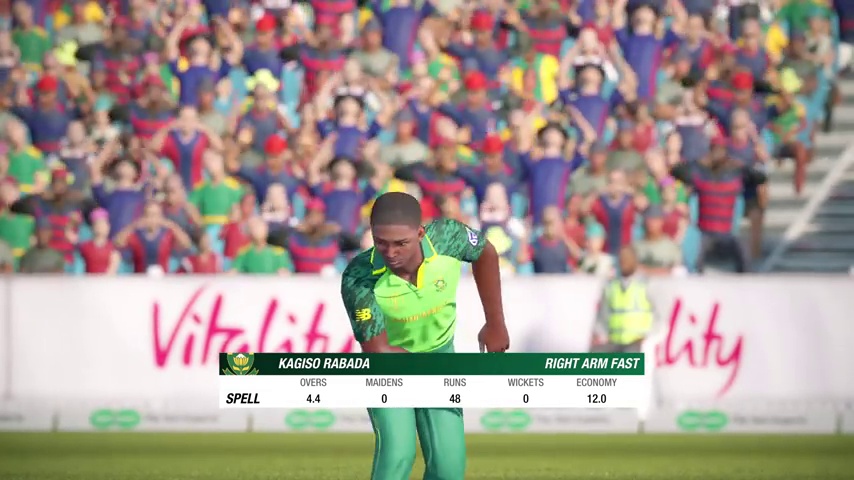 Vitality
ality
KAGISO RABADA RIGHT ARM FAST
OVERS MAIDENS RUNS WICKETS ECONOMY
SPELL 4.4 0 48 0 12.0